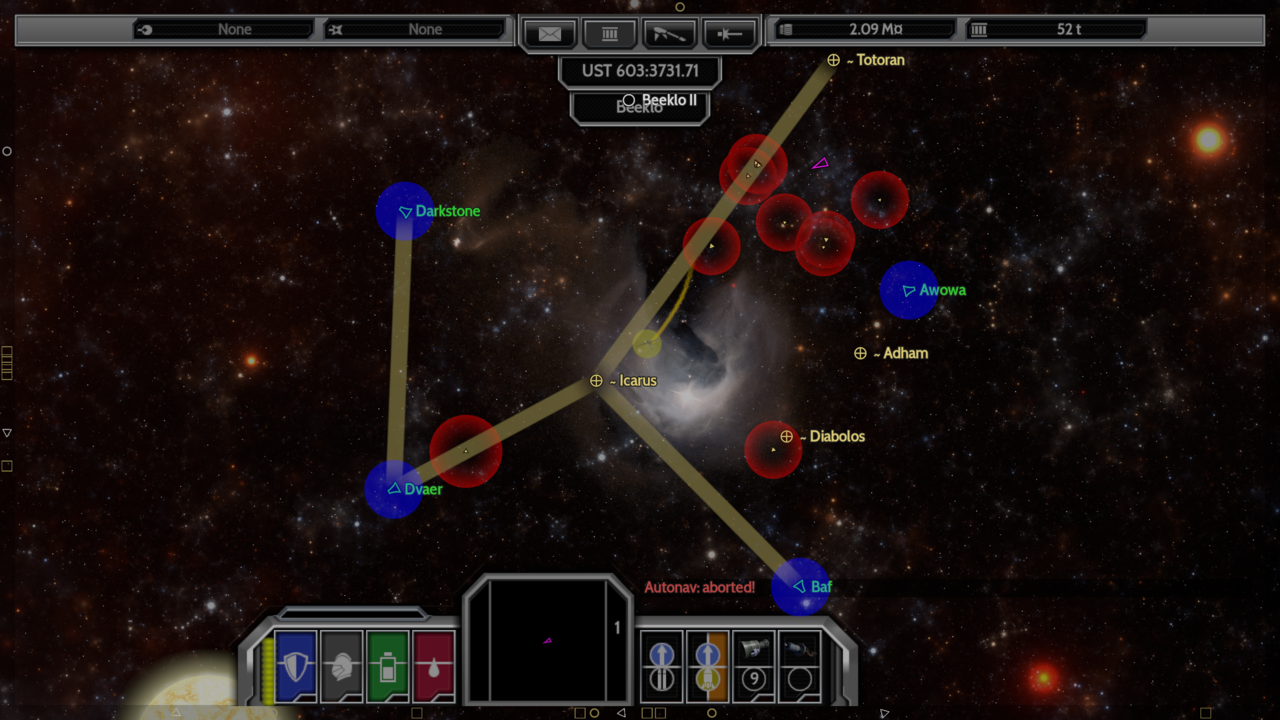 None
None
2.09 M¤
52 t
UST 603:3731.71
Beeklo II
Beeklo
~ Totoran
Darkstone
Awowa
~ Adham
~ Icarus
~ Diabolos
Dvaer
Autonav: aborted!
Baf
1
9